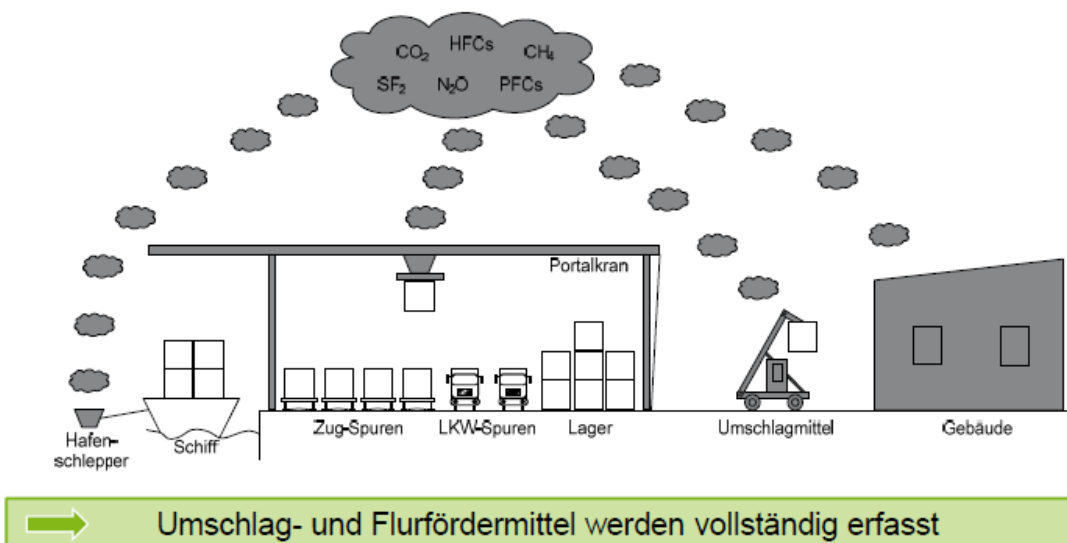 CO₂ HFCs CH₄
SF₂ N₂O PFCs
Portalkran
Hafen-
schlepper
Schiff
Zug-Spuren
LKW-Spuren
Lager
Umschlagmittel
Gebäude
Umschlag- und Flurfördermittel werden vollständig erfasst